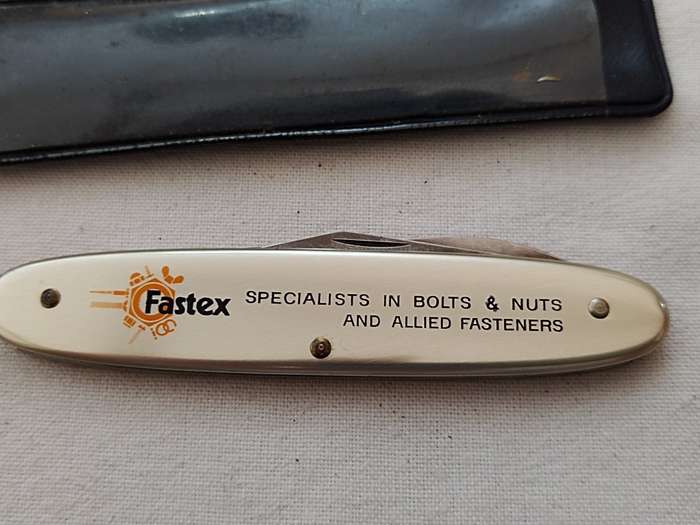 Fastex
SPECIALISTS IN BOLTS & NUTS
AND ALLIED FASTENERS